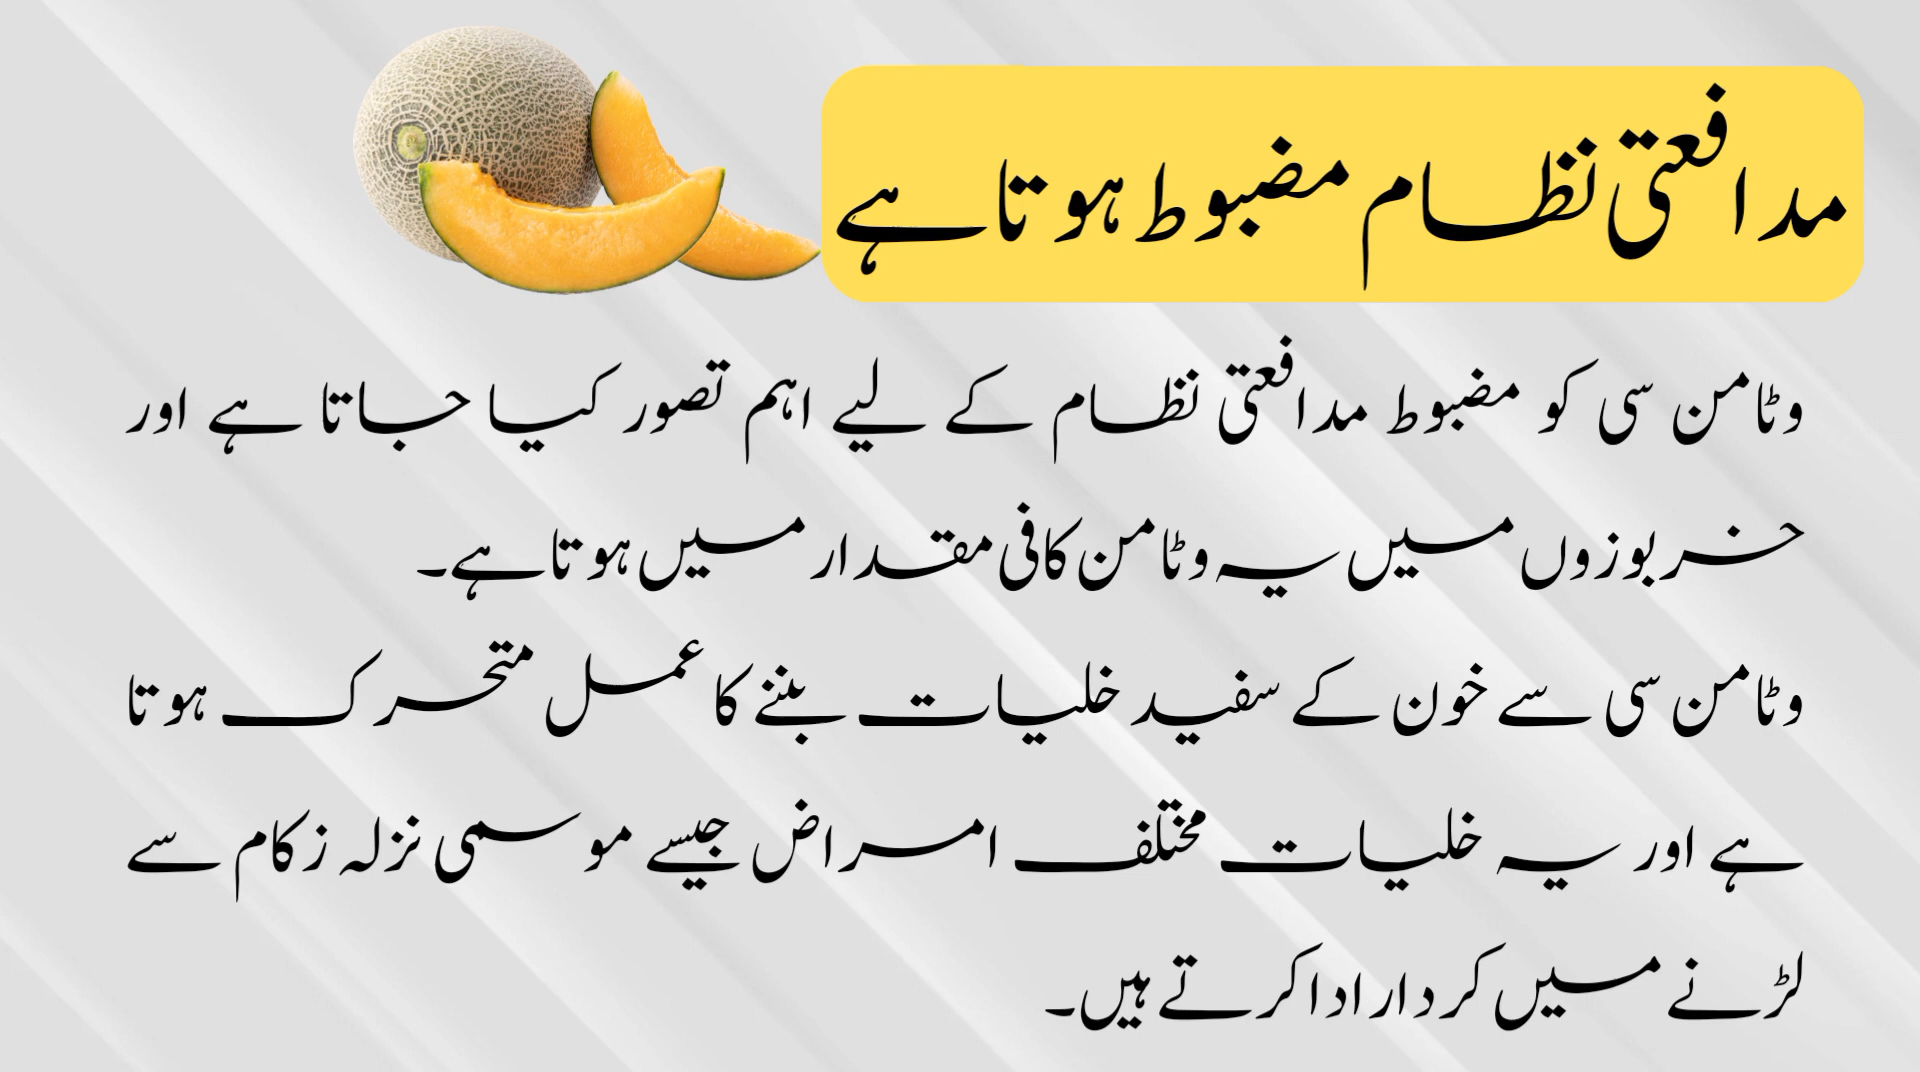 مدافعتی نظام مضبوط ہوتا ہے
وٹامن سی کو مضبوط مدافعتی نظام کے لیے اہم تصور کیا جاتا ہے اور
خربوزوں میں یہ وٹامن کافی مقدار میں ہوتا ہے۔
وٹامن سی سے خون کے سفید خلیات بننے کا عمل متحرک ہوتا
ہے اور یہ خلیات مختلف امراض جیسے موسمی نزلہ زکام سے
لڑنے میں کردار ادا کرتے ہیں۔